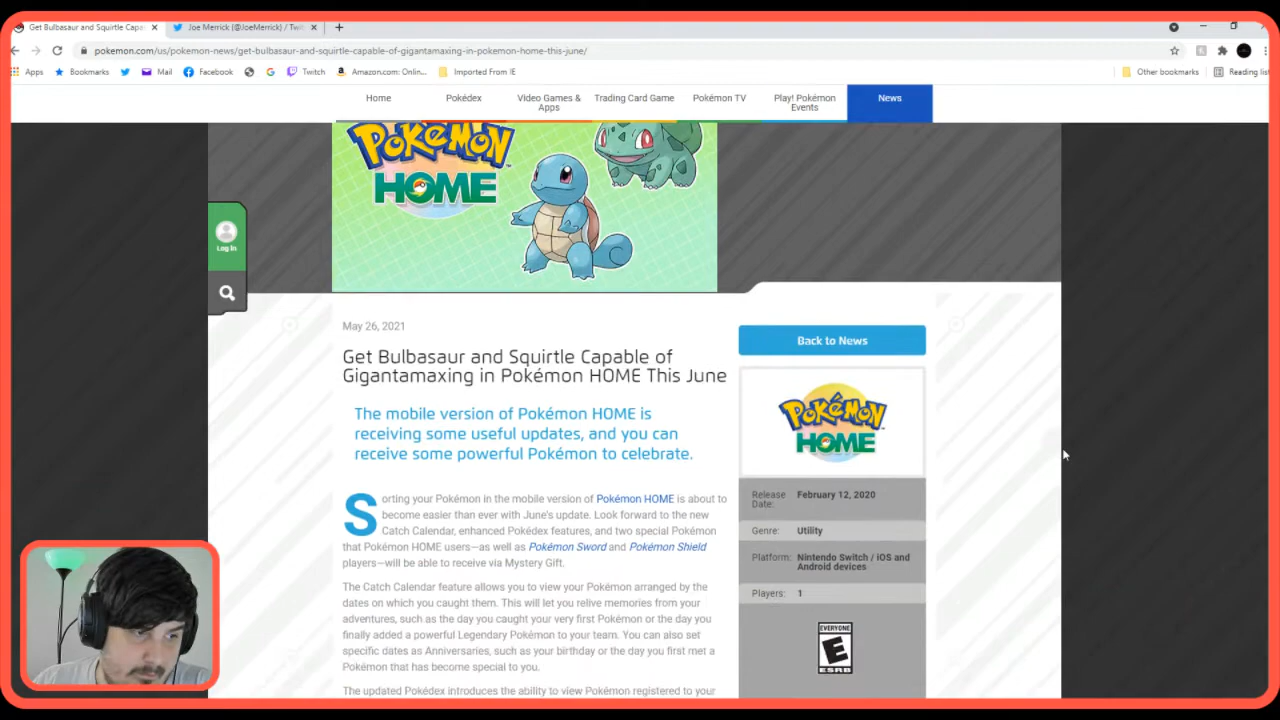 Get Bulbasaur and Squirtle Capa
Joe Merrick (@JoeMerrick) / Twit
pokemon.com/us/pokemon-news/get-bulbasaur-and-squirtle-capable-of-gigantamaxing-in-pokemon-home-this-june/
Apps
Bookmarks
Mail
Facebook
Twitch
Amazon.com: Onlin...
Imported From IE
Other bookmarks
Reading list
Home
Pokédex
Video Games &
Apps
Trading Card Game
Pokémon TV
Play! Pokémon
Events
News
Pokémon
HOME
Log in
May 26, 2021
Get Bulbasaur and Squirtle Capable of
Gigantamaxing in Pokémon HOME This June
The mobile version of Pokémon HOME is
receiving some useful updates, and you can
receive some powerful Pokémon to celebrate.
Sorting your Pokémon in the mobile version of Pokémon HOME is about to
become easier than ever with June's update. Look forward to the new
Catch Calendar, enhanced Pokédex features, and two special Pokémon
that Pokémon HOME users—as well as Pokémon Sword and Pokémon Shield
players—will be able to receive via Mystery Gift.
The Catch Calendar feature allows you to view your Pokémon arranged by the
dates on which you caught them. This will let you relive memories from your
adventures, such as the day you caught your very first Pokémon or the day you
finally added a powerful Legendary Pokémon to your team. You can also set
specific dates as Anniversaries, such as your birthday or the day you first met a
Pokémon that has become special to you.
The updated Pokédex introduces the ability to view Pokémon registered to your
Back to News
Pokémon
HOME
Release
Date:
February 12, 2020
Genre:
Utility
Platform:
Nintendo Switch / iOS and
Android devices
Players:
1
EVERYONE
E
ESRB